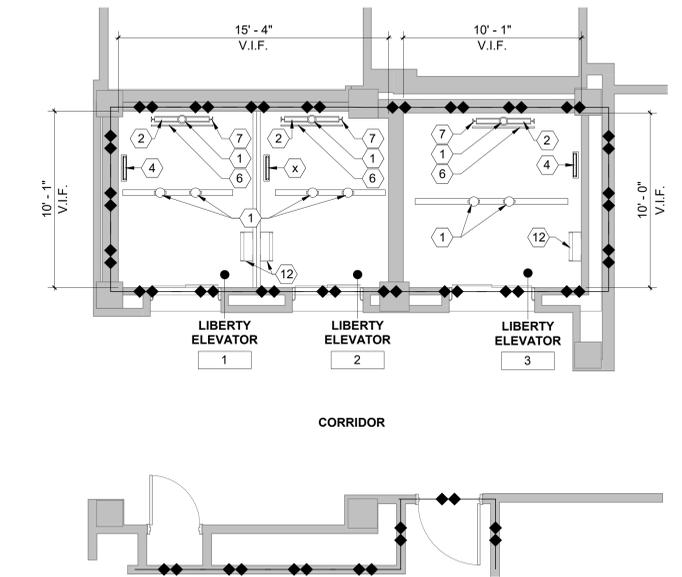 15' - 4"
V.I.F.
10' - 1"
V.I.F.
2
7
2
7
7
2
1
1
1
4
6
x
6
6
4
10' - 1"
V.I.F.
10' - 0"
V.I.F.
1
1
12
12
LIBERTY
ELEVATOR
1
LIBERTY
ELEVATOR
2
LIBERTY
ELEVATOR
3
CORRIDOR